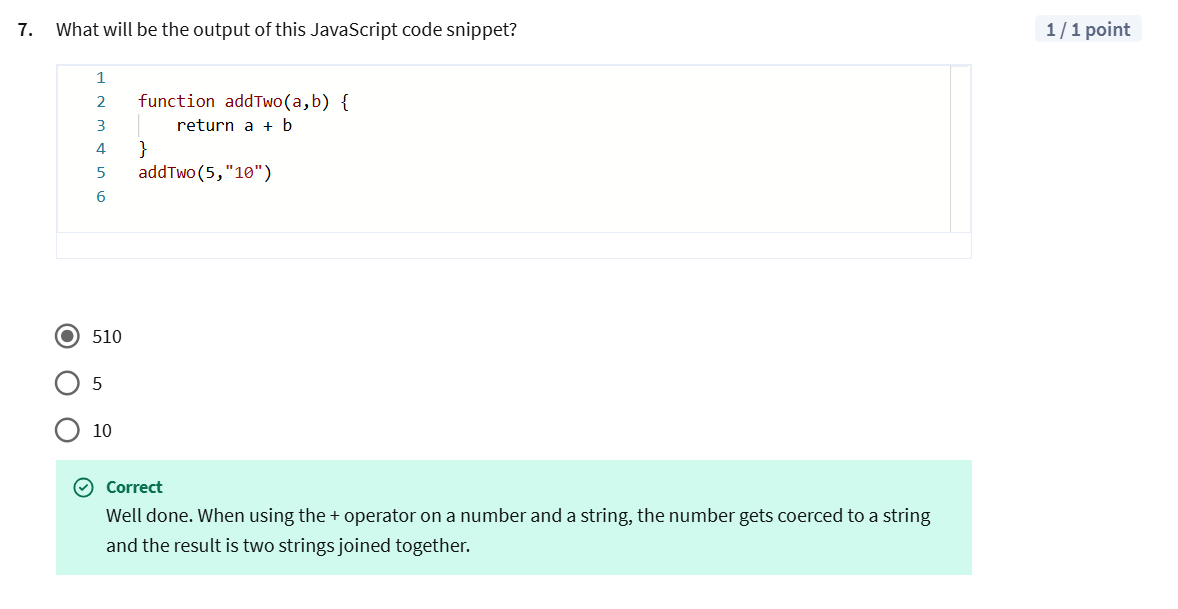 7. What will be the output of this JavaScript code snippet?
1 / 1 point
1
2 function addTwo(a,b) {
3 return a + b
4 }
5 addTwo(5,"10")
6
510
5
10
Correct
Well done. When using the + operator on a number and a string, the number gets coerced to a string
and the result is two strings joined together.